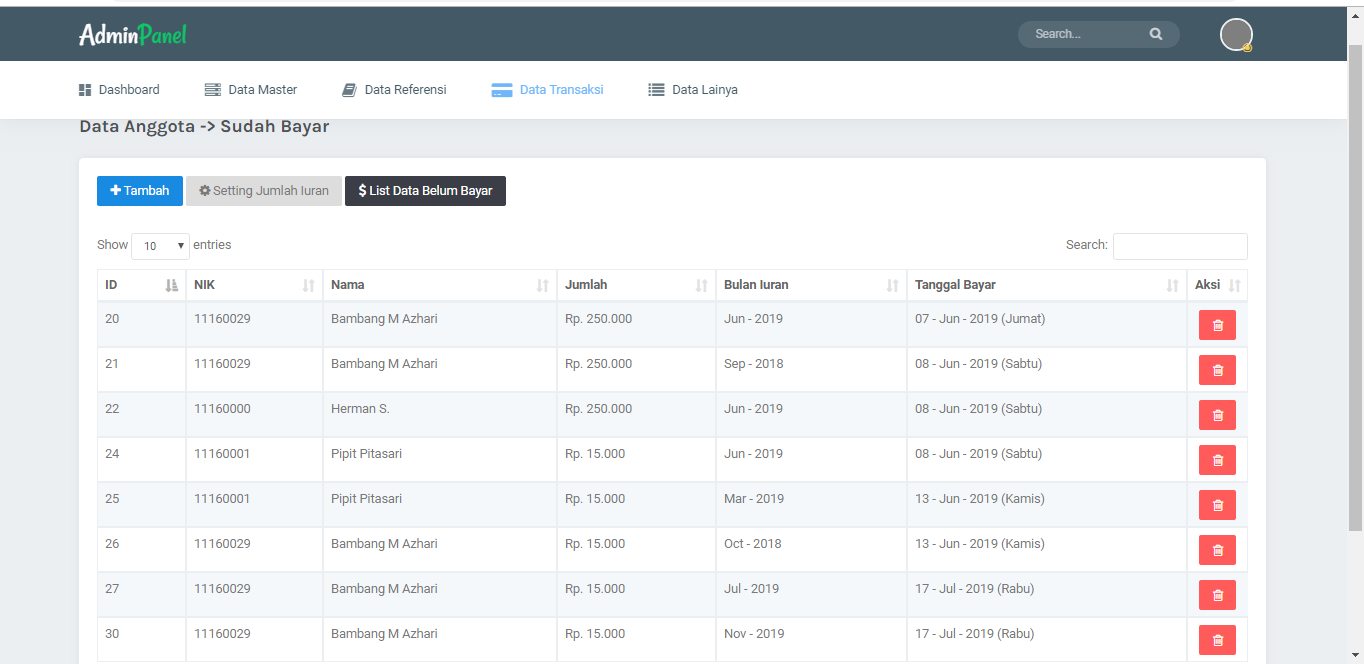 AdminPanel Search...
Dashboard Data Master Data Referensi Data Transaksi Data Lainya
Data Anggota -> Sudah Bayar
Tambah Setting Jumlah Iuran $ List Data Belum Bayar
Show 10 entries Search:
ID NIK Nama Jumlah Bulan Iuran Tanggal Bayar Aksi
20 11160029 Bambang M Azhari Rp. 250.000 Jun - 2019 07 - Jun - 2019 (Jumat)
21 11160029 Bambang M Azhari Rp. 250.000 Sep - 2018 08 - Jun - 2019 (Sabtu)
22 11160000 Herman S. Rp. 250.000 Jun - 2019 08 - Jun - 2019 (Sabtu)
24 11160001 Pipit Pitasari Rp. 15.000 Jun - 2019 08 - Jun - 2019 (Sabtu)
25 11160001 Pipit Pitasari Rp. 15.000 Mar - 2019 13 - Jun - 2019 (Kamis)
26 11160029 Bambang M Azhari Rp. 15.000 Oct - 2018 13 - Jun - 2019 (Kamis)
27 11160029 Bambang M Azhari Rp. 15.000 Jul - 2019 17 - Jul - 2019 (Rabu)
30 11160029 Bambang M Azhari Rp. 15.000 Nov - 2019 17 - Jul - 2019 (Rabu)